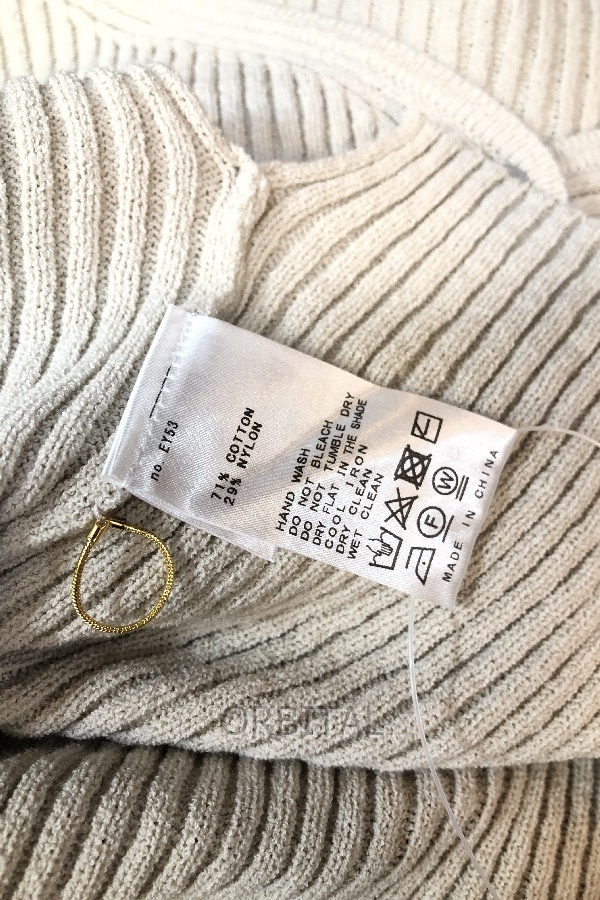 no. EY53
71% COTTON
29% NYLON
HAND WASH
DO NOT BLEACH
DO NOT TUMBLE DRY
DRY FLAT IN THE SHADE
COOL IRON
DRY CLEAN
WET CLEAN
F
W
MADE IN CHINA
ORBITAL